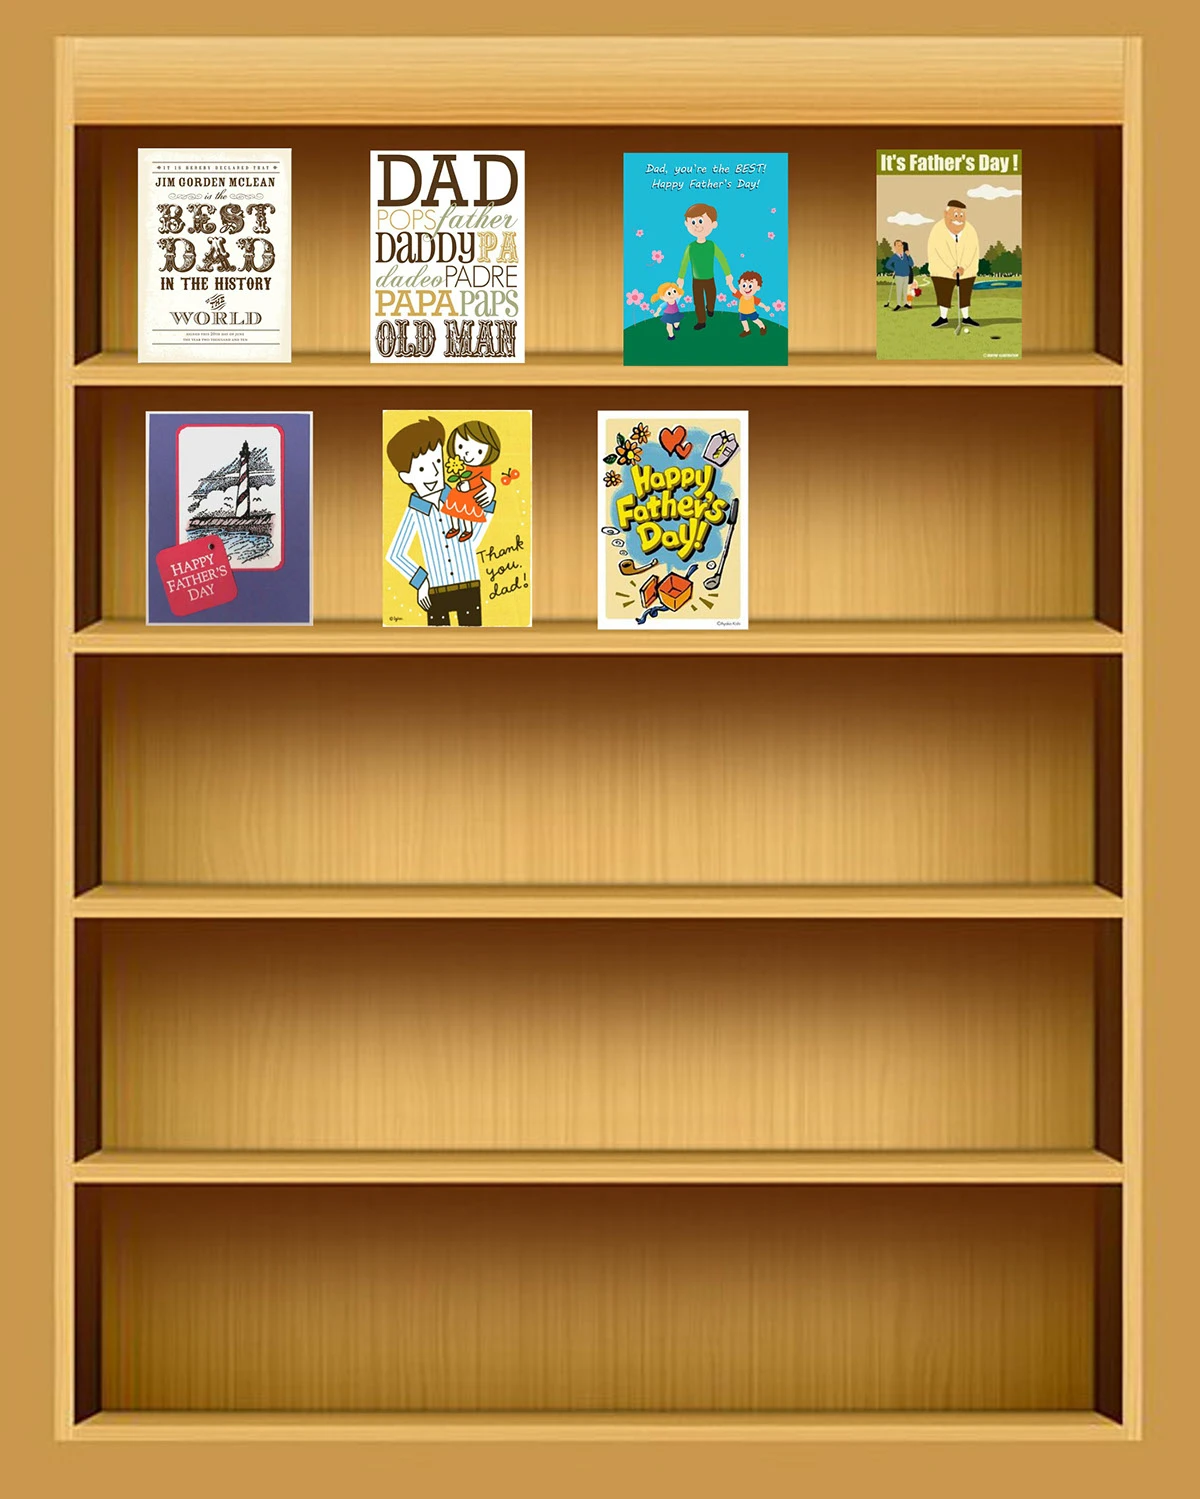 IT IS HEREBY DECLARED THAT
JIM GORDEN MCLEAN
is the
BEST
DAD
IN THE HISTORY
OF THE
WORLD
DAD
POPS father
DaDDY PA
dadeo PADRE
PAPA PaPS
OLD MAN
Dad, you're the BEST!
Happy Father's Day!
It's Father's Day !
HAPPY
FATHER'S
DAY
Thank
you,
dad!
Happy
Father's
Day!